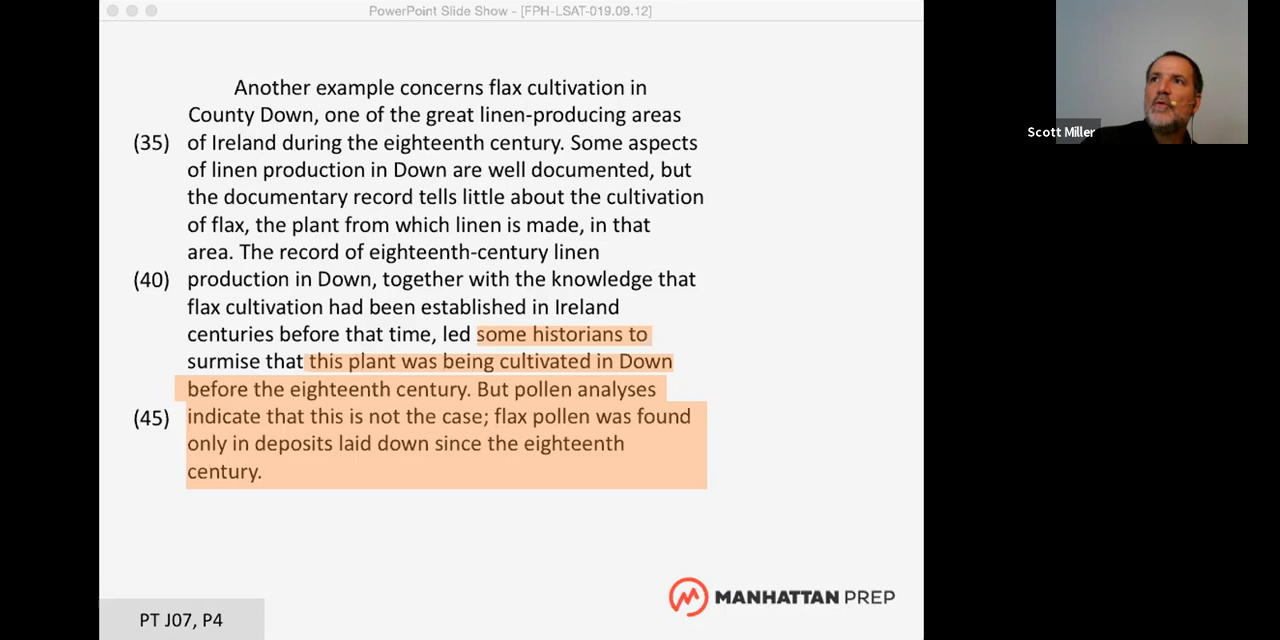 PowerPoint Slide Show - [FPH-LSAT-019.09.12]
Another example concerns flax cultivation in
County Down, one of the great linen-producing areas
(35) of Ireland during the eighteenth century. Some aspects
of linen production in Down are well documented, but
the documentary record tells little about the cultivation
of flax, the plant from which linen is made, in that
area. The record of eighteenth-century linen
(40) production in Down, together with the knowledge that
flax cultivation had been established in Ireland
centuries before that time, led some historians to
surmise that this plant was being cultivated in Down
before the eighteenth century. But pollen analyses
(45) indicate that this is not the case; flax pollen was found
only in deposits laid down since the eighteenth
century.
Scott Miller
MANHATTAN PREP
PT J07, P4